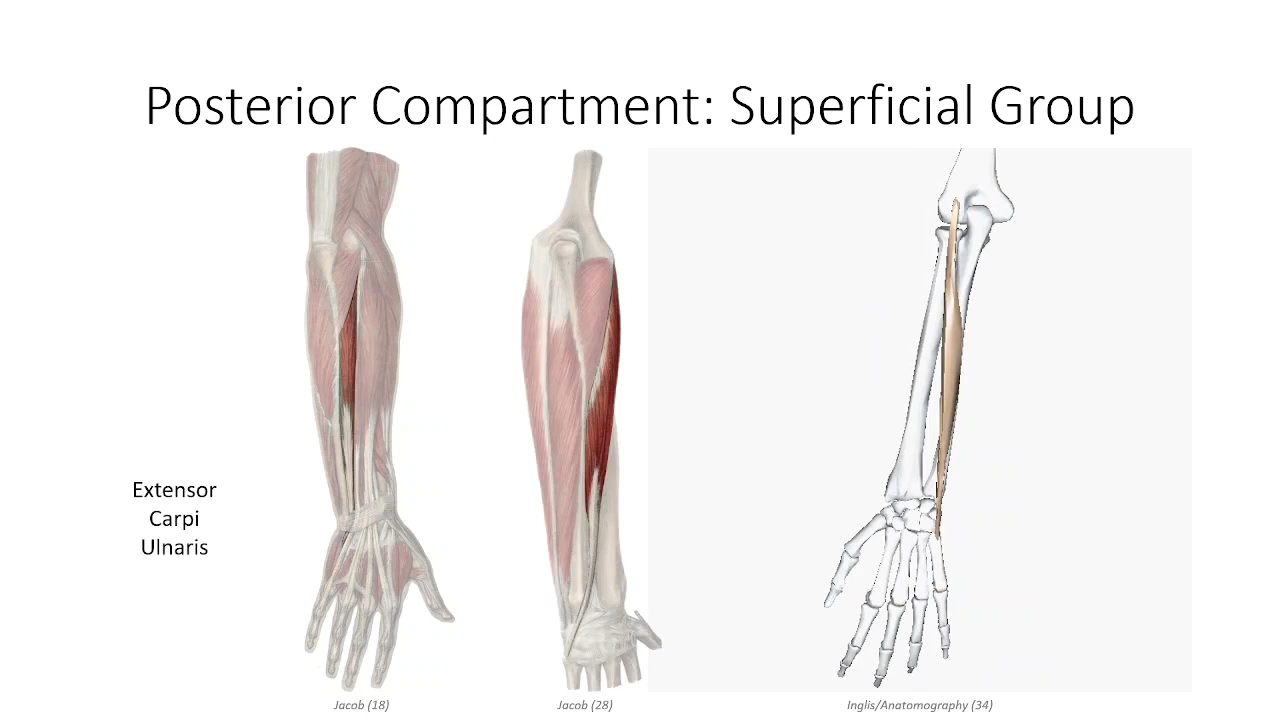 Posterior Compartment: Superficial Group
Extensor
Carpi
Ulnaris
Jacob (18)
Jacob (28)
Inglis/Anatomography (34)